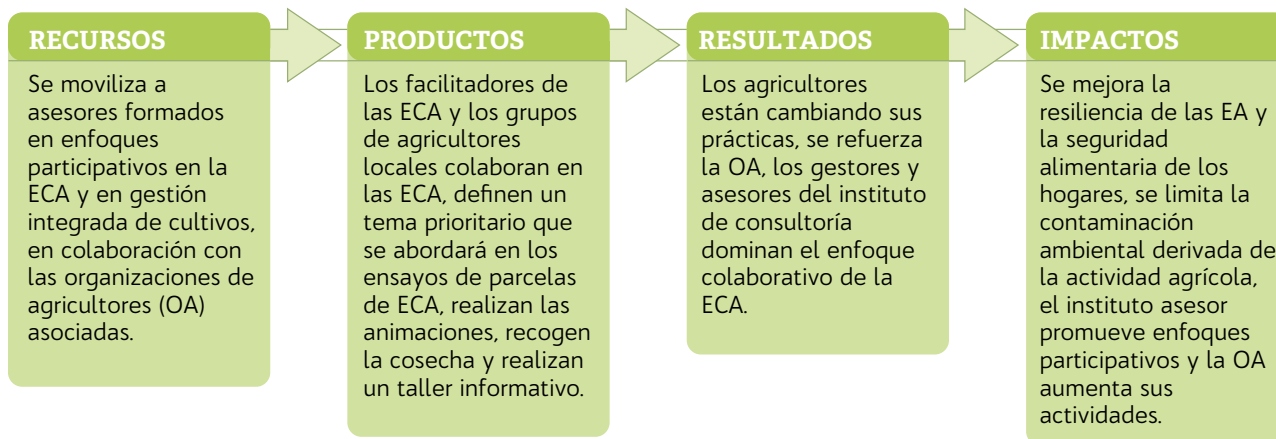 RECURSOS
Se moviliza a
asesores formados
en enfoques
participativos en la
ECA y en gestión
integrada de cultivos,
en colaboración con
las organizaciones de
agricultores (OA)
asociadas.
PRODUCTOS
Los facilitadores de
las ECA y los grupos
de agricultores
locales colaboran en
las ECA, definen un
tema prioritario que
se abordará en los
ensayos de parcelas
de ECA, realizan las
animaciones, recogen
la cosecha y realizan
un taller informativo.
RESULTADOS
Los agricultores
están cambiando sus
prácticas, se refuerza
la OA, los gestores y
asesores del instituto
de consultoría
dominan el enfoque
colaborativo de la
ECA.
IMPACTOS
Se mejora la
resiliencia de las EA y
la seguridad
alimentaria de los
hogares, se limita la
contaminación
ambiental derivada de
la actividad agrícola,
el instituto asesor
promueve enfoques
participativos y la OA
aumenta sus
actividades.